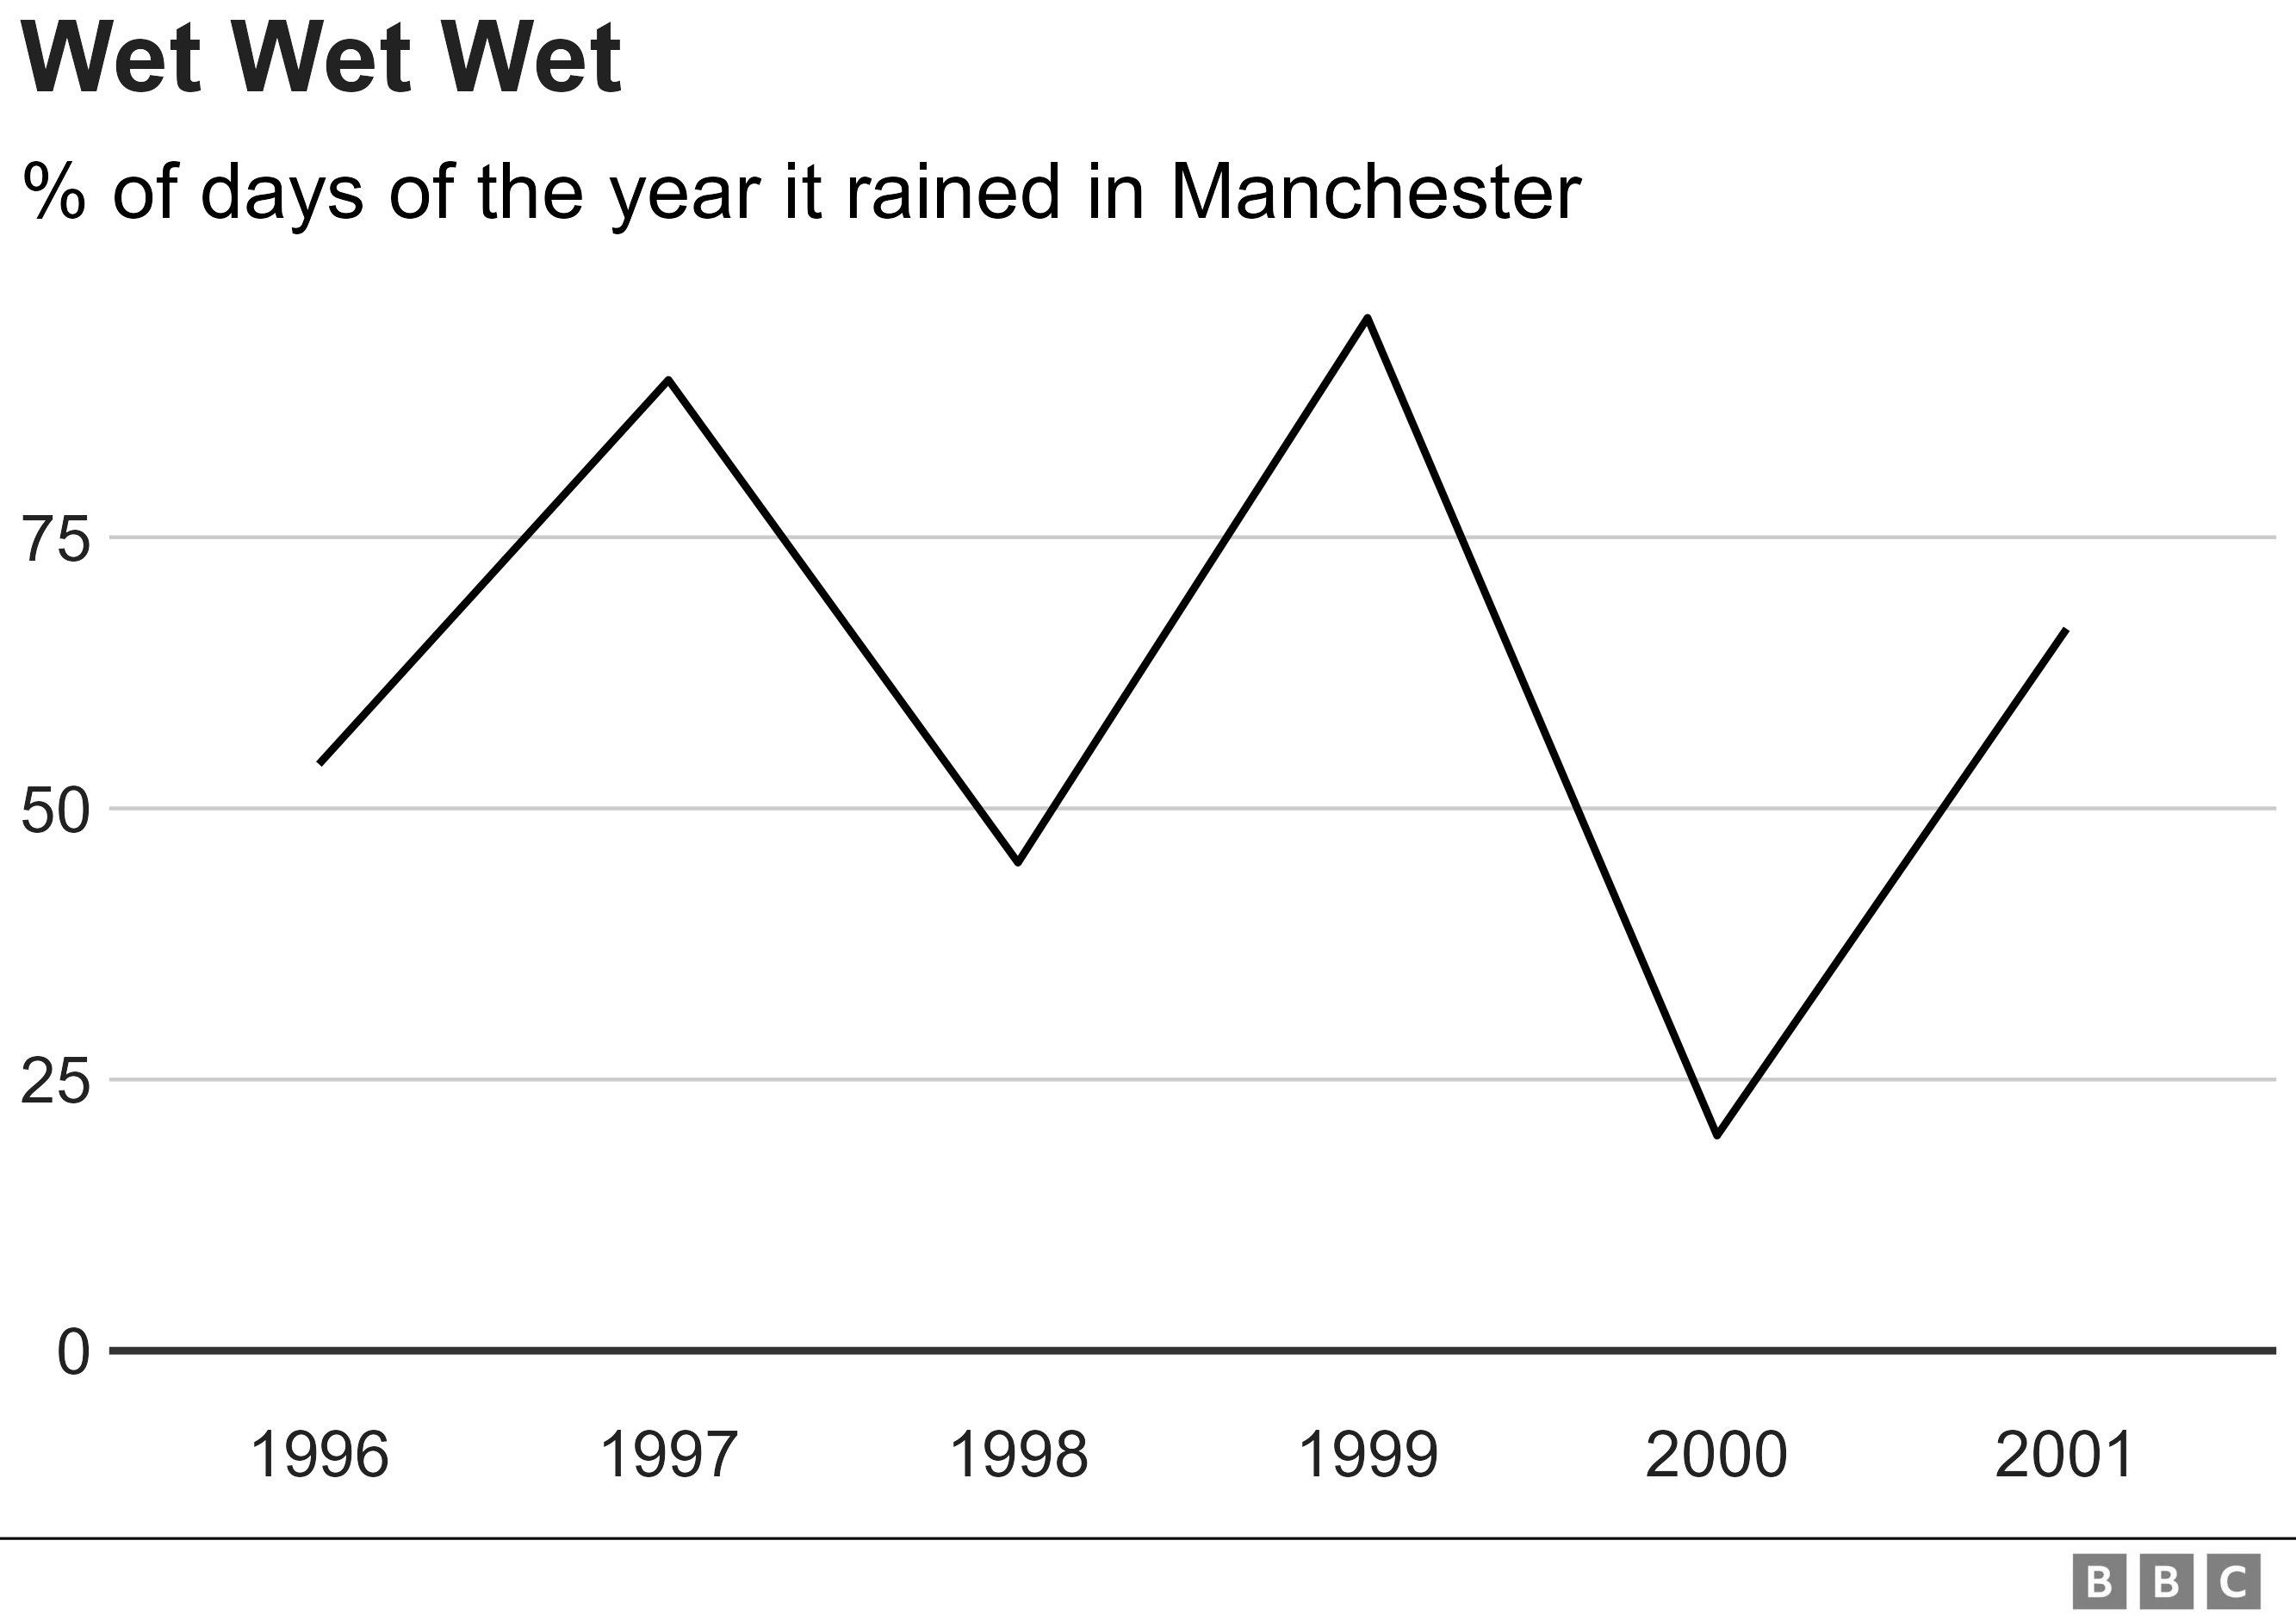 Wet Wet Wet
% of days of the year it rained in Manchester
75
50
25
0
1996 1997 1998 1999 2000 2001
BBC